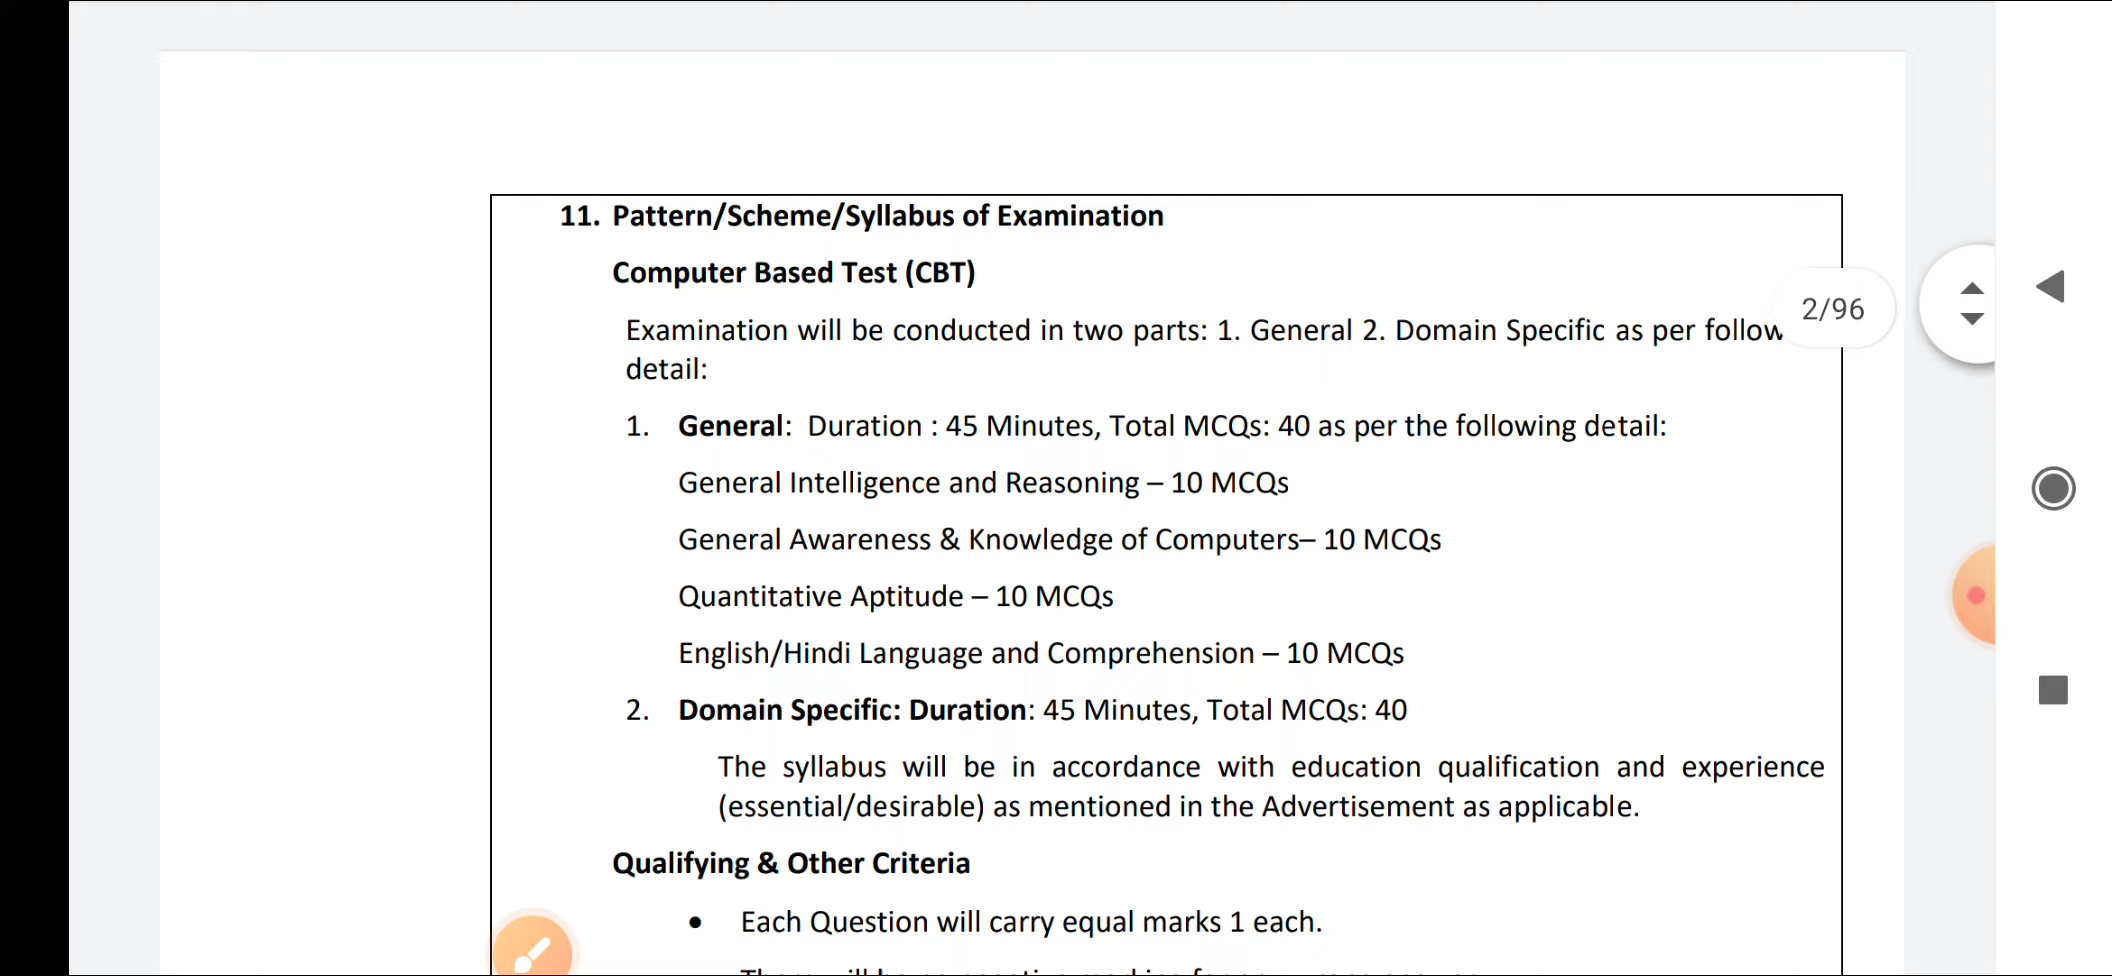 11. Pattern/Scheme/Syllabus of Examination
Computer Based Test (CBT)
2/96
Examination will be conducted in two parts: 1. General 2. Domain Specific as per
detail:
1. General: Duration : 45 Minutes, Total MCQs: 40 as per the following detail:
General Intelligence and Reasoning – 10 MCQs
General Awareness & Knowledge of Computers– 10 MCQs
Quantitative Aptitude – 10 MCQs
English/Hindi Language and Comprehension – 10 MCQs
2. Domain Specific: Duration: 45 Minutes, Total MCQs: 40
The syllabus will be in accordance with education qualification and experience
(essential/desirable) as mentioned in the Advertisement as applicable.
Qualifying & Other Criteria
• Each Question will carry equal marks 1 each.